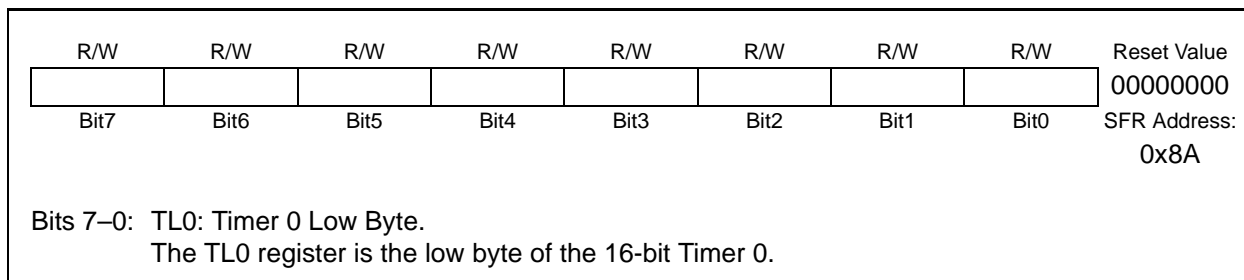 R/W R/W R/W R/W R/W R/W R/W R/W Reset Value
00000000
Bit7 Bit6 Bit5 Bit4 Bit3 Bit2 Bit1 Bit0 SFR Address:
0x8A
Bits 7–0: TL0: Timer 0 Low Byte.
The TL0 register is the low byte of the 16-bit Timer 0.